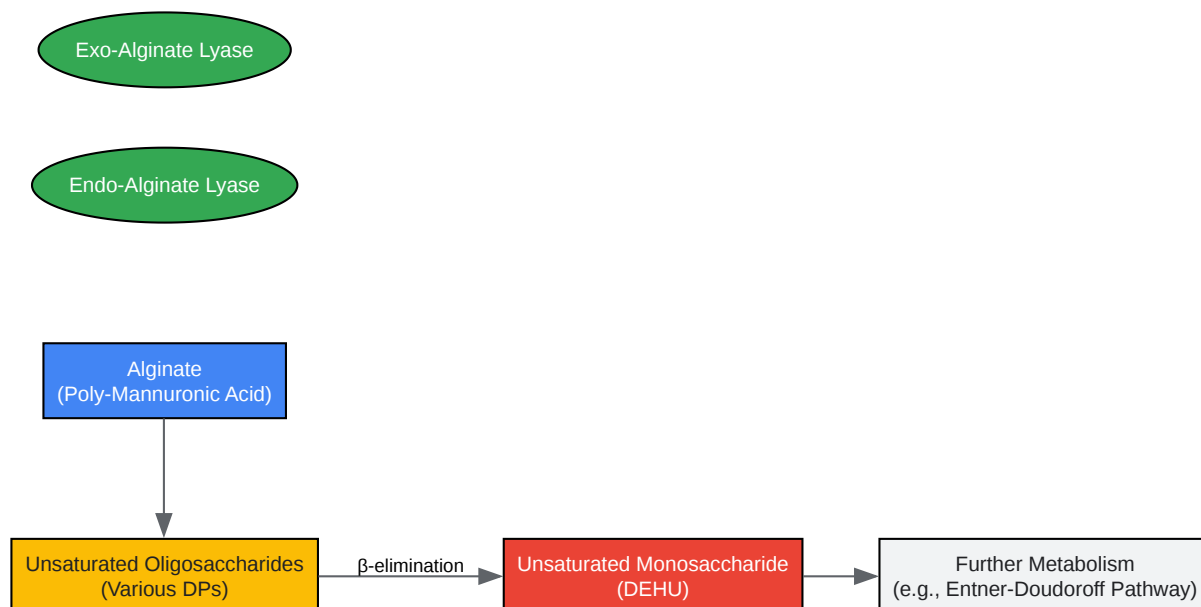 Exo-Alginate Lyase
Endo-Alginate Lyase
Alginate
(Poly-Mannuronic Acid)
Unsaturated Oligosaccharides
(Various DPs)
β-elimination
Unsaturated Monosaccharide
(DEHU)
Further Metabolism
(e.g., Entner-Doudoroff Pathway)